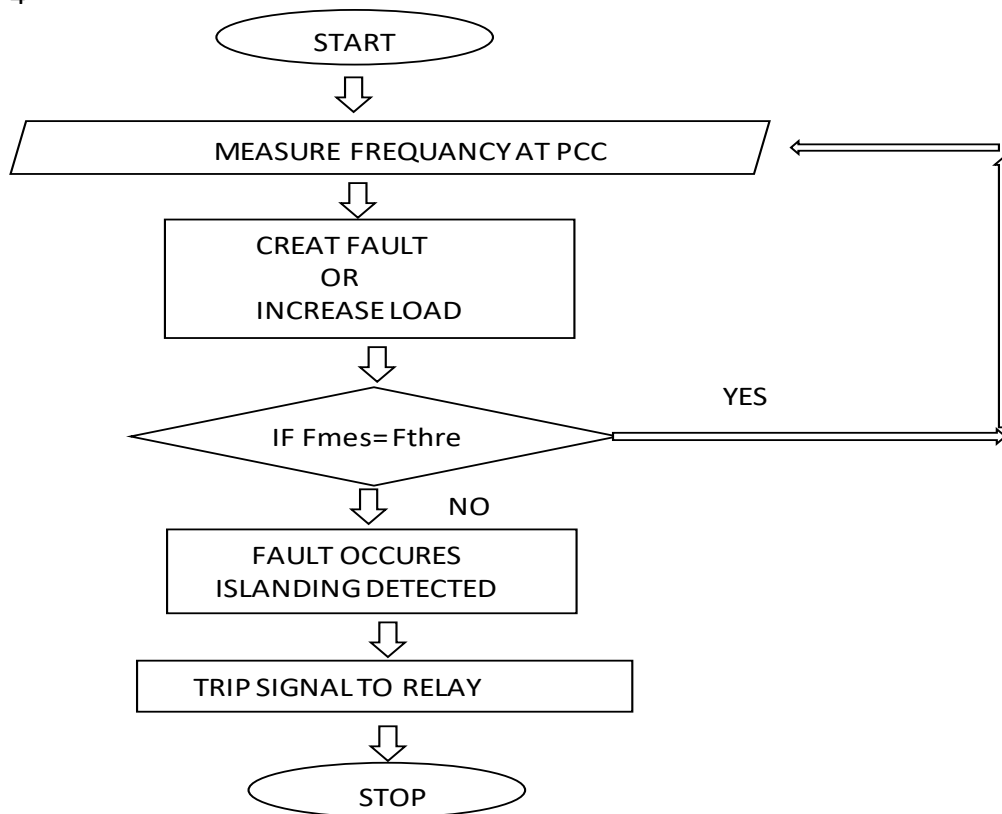 START
MEASURE FREQUANCY AT PCC
CREAT FAULT
OR
INCREASE LOAD
YES
IF Fmes= Fthre
NO
FAULT OCCURES
ISLANDING DETECTED
TRIP SIGNAL TO RELAY
STOP